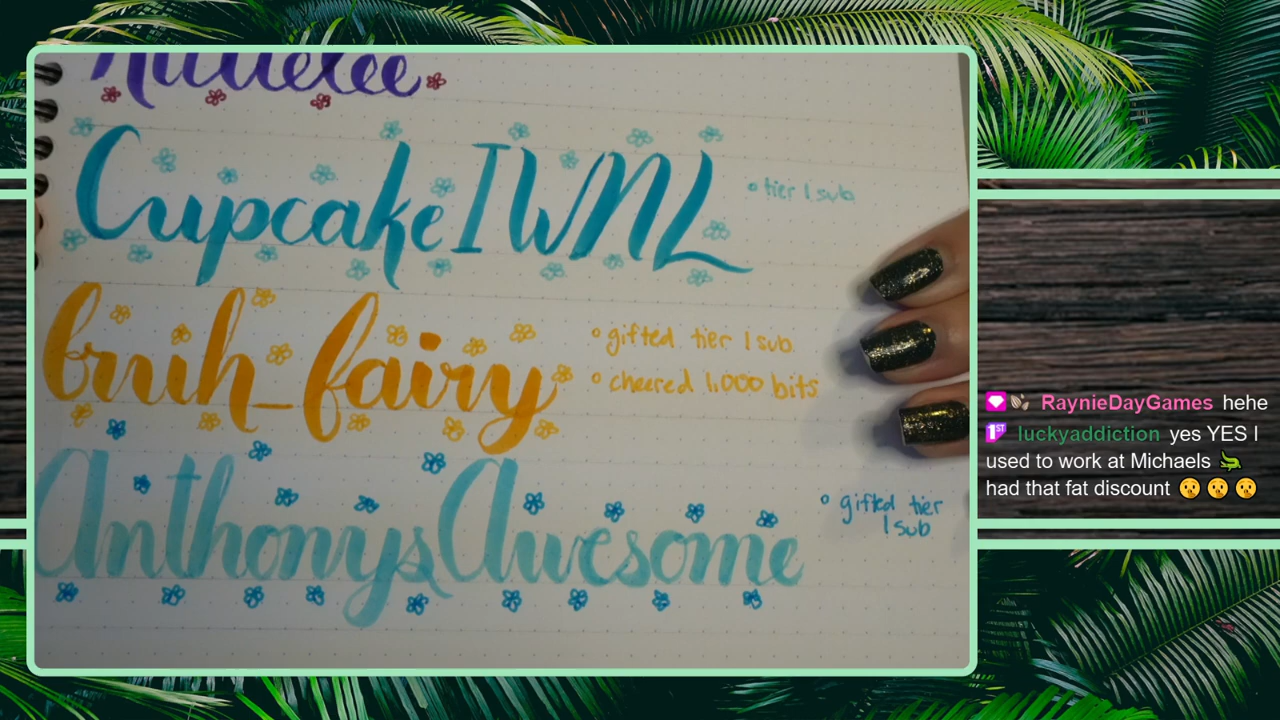 CupcakeIWNL
tier 1 sub
bruh_fairy
gifted tier 1 sub
cheered 1,000 bits
AnthonysAwesome
gifted tier
1 sub
RaynieDayGames hehe
1ST luckyaddiction yes YES I
used to work at Michaels
had that fat discount